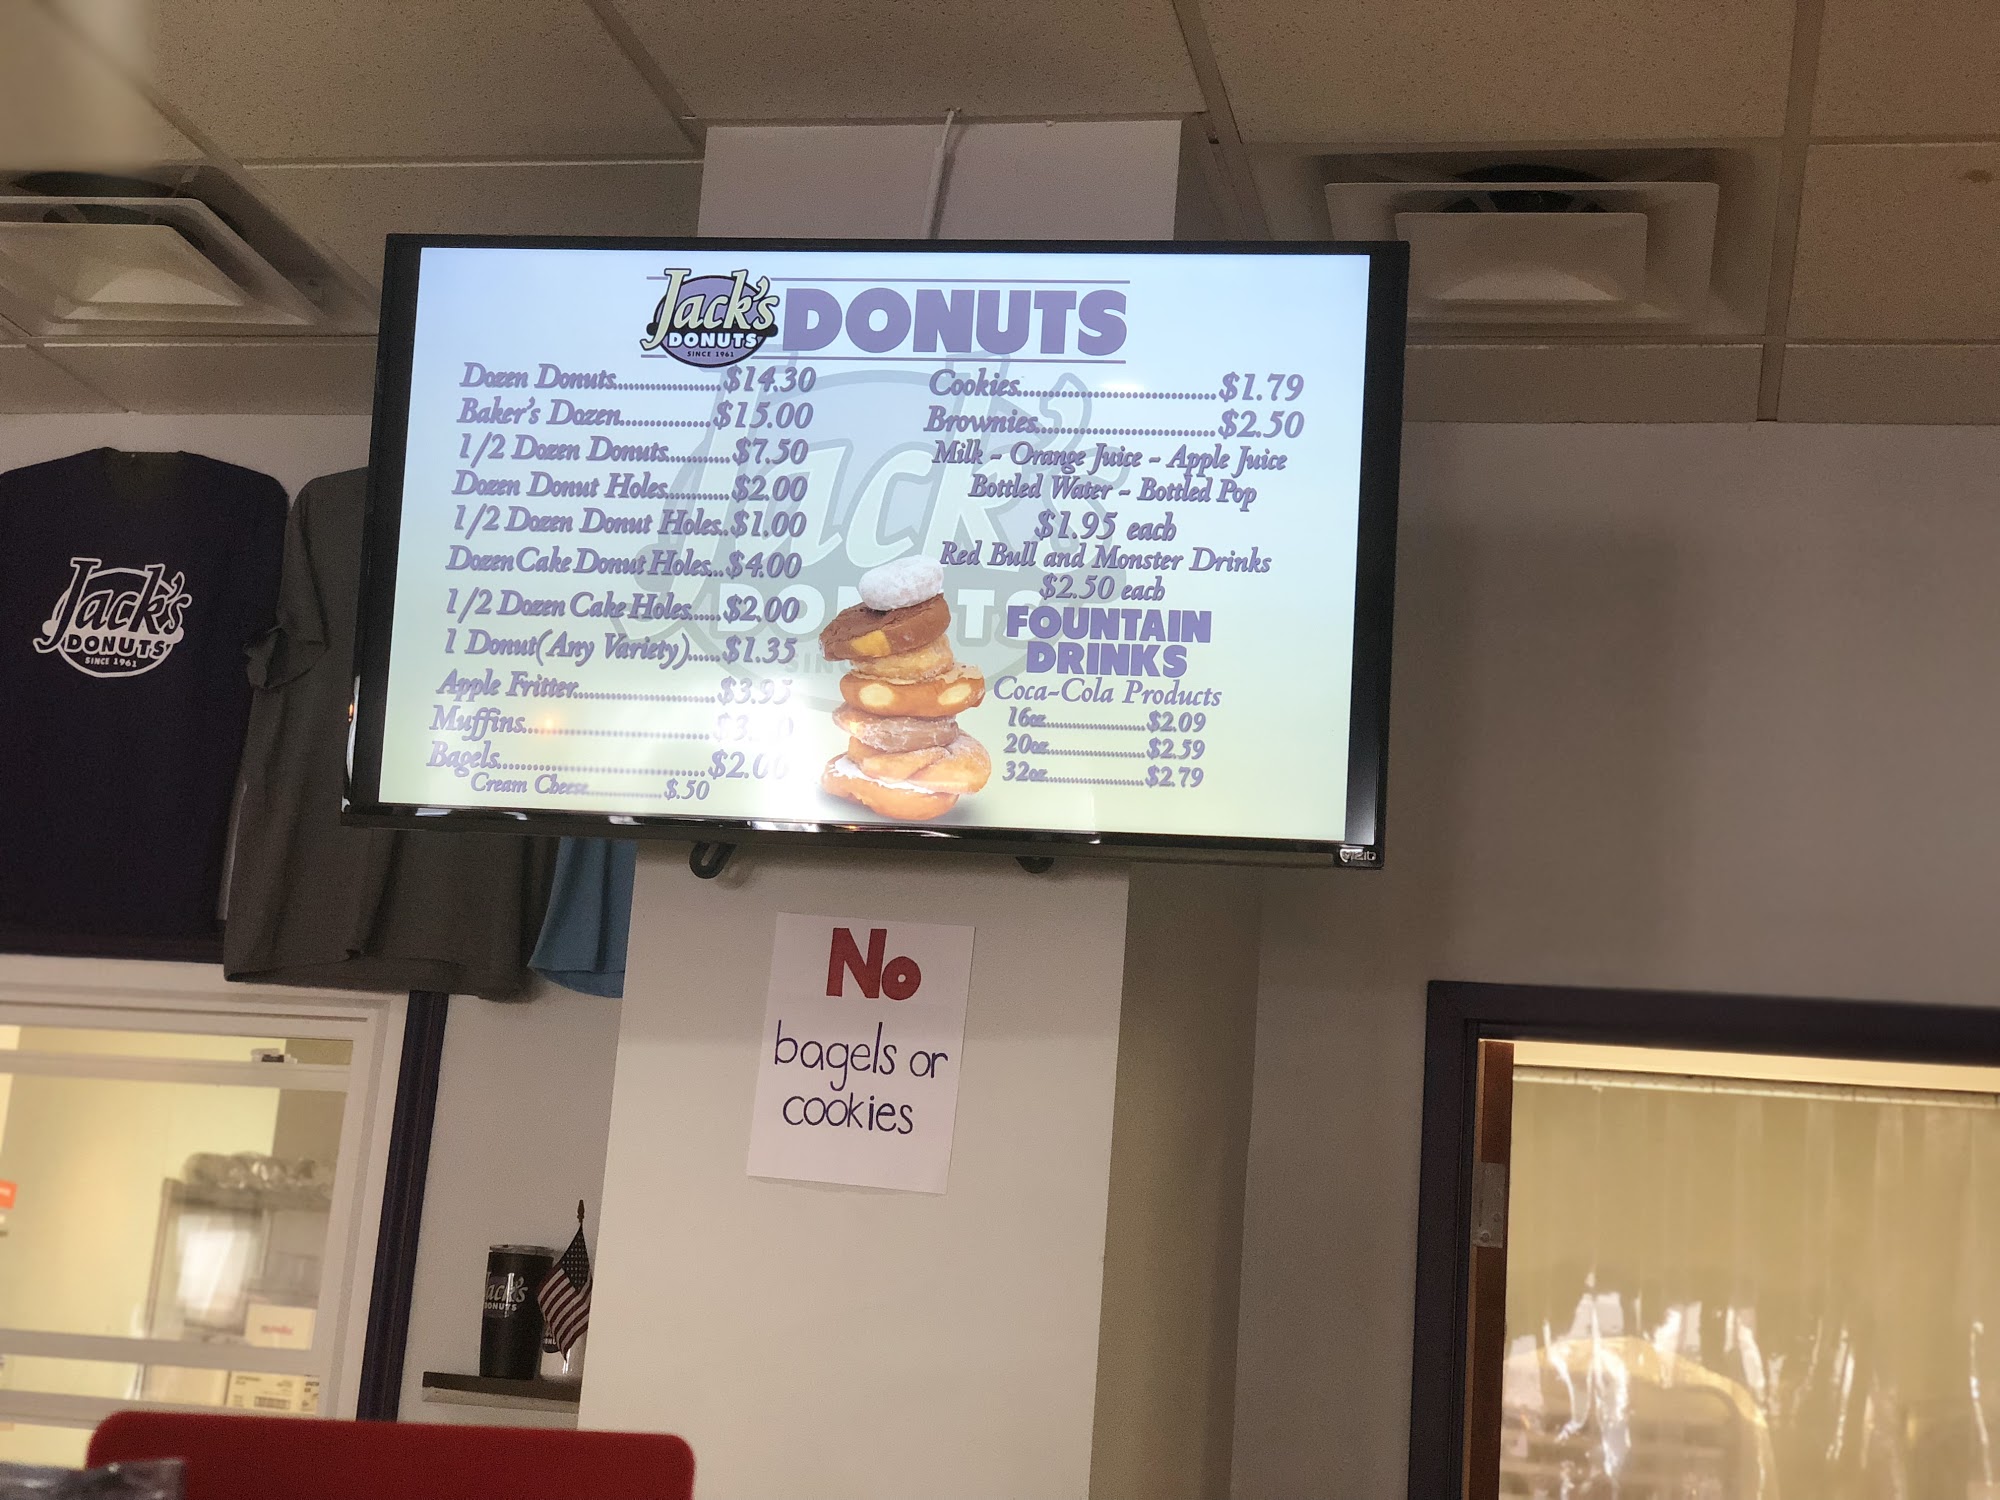 Jack's
DONUTS
SINCE 1961
DONUTS
Dozen Donuts....................$14.30
Baker's Dozen.................$15.00
1/2 Dozen Donuts............$7.50
Dozen Donut Holes............$2.00
1/2 Dozen Donut Holes..$1.00
Dozen Cake Donut Holes...$4.00
1/2 Dozen Cake Holes......$2.00
1 Donut(Any Variety)......$1.35
Apple Fritter..........................$3.95
Muffins..................................
Bagels......................................
Cream Cheese...................$.50
Cookies....................................$1.79
Brownies.................................$2.50
Milk - Orange Juice - Apple Juice
Bottled Water - Bottled Pop
$1.95 each
Red Bull and Monster Drinks
$2.50 each
FOUNTAIN
DRINKS
Coca-Cola Products
16oz..........................$2.09
20oz..........................$2.59
32oz..........................$2.79
Jack's
DONUTS
SINCE 1961
No
bagels or
cookies
Jack's
DONUTS